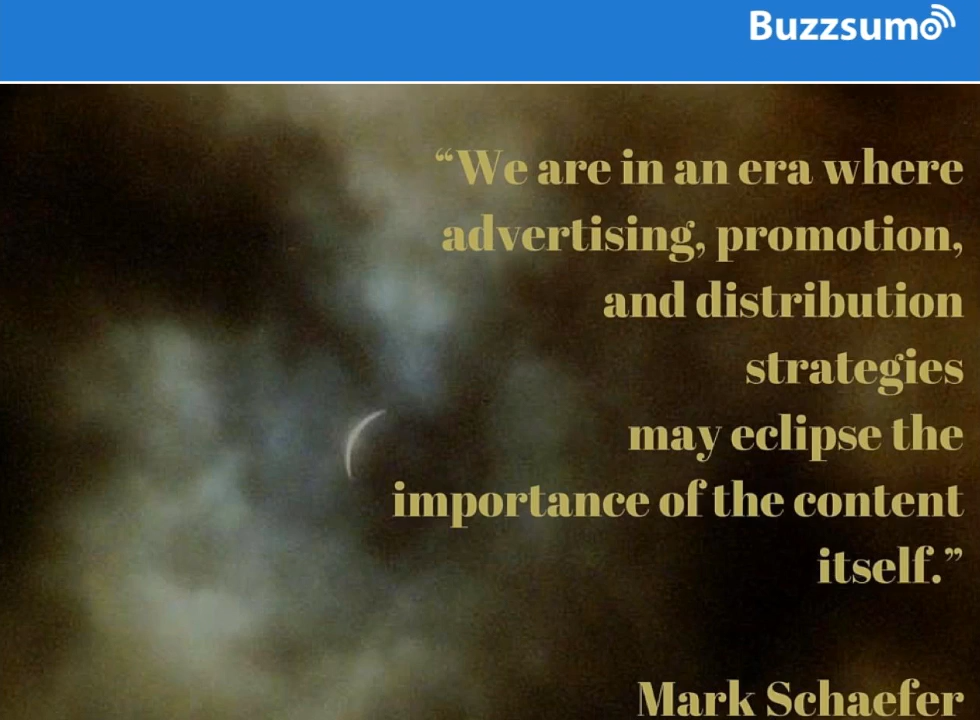 Buzzsumo
“We are in an era where
advertising, promotion,
and distribution
strategies
may eclipse the
importance of the content
itself.”
Mark Schaefer